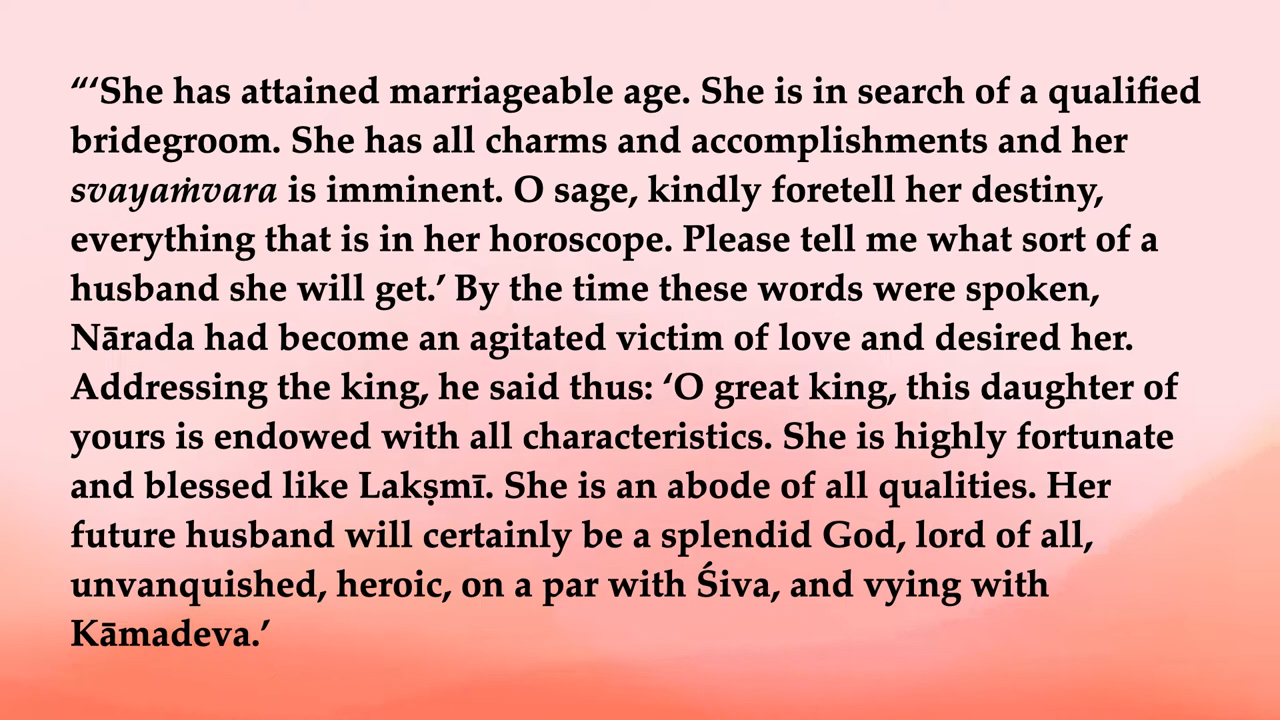 “‘She has attained marriageable age. She is in search of a qualified
bridegroom. She has all charms and accomplishments and her
svayaṁvara is imminent. O sage, kindly foretell her destiny,
everything that is in her horoscope. Please tell me what sort of a
husband she will get.’ By the time these words were spoken,
Nārada had become an agitated victim of love and desired her.
Addressing the king, he said thus: ‘O great king, this daughter of
yours is endowed with all characteristics. She is highly fortunate
and blessed like Lakṣmī. She is an abode of all qualities. Her
future husband will certainly be a splendid God, lord of all,
unvanquished, heroic, on a par with Śiva, and vying with
Kāmadeva.’